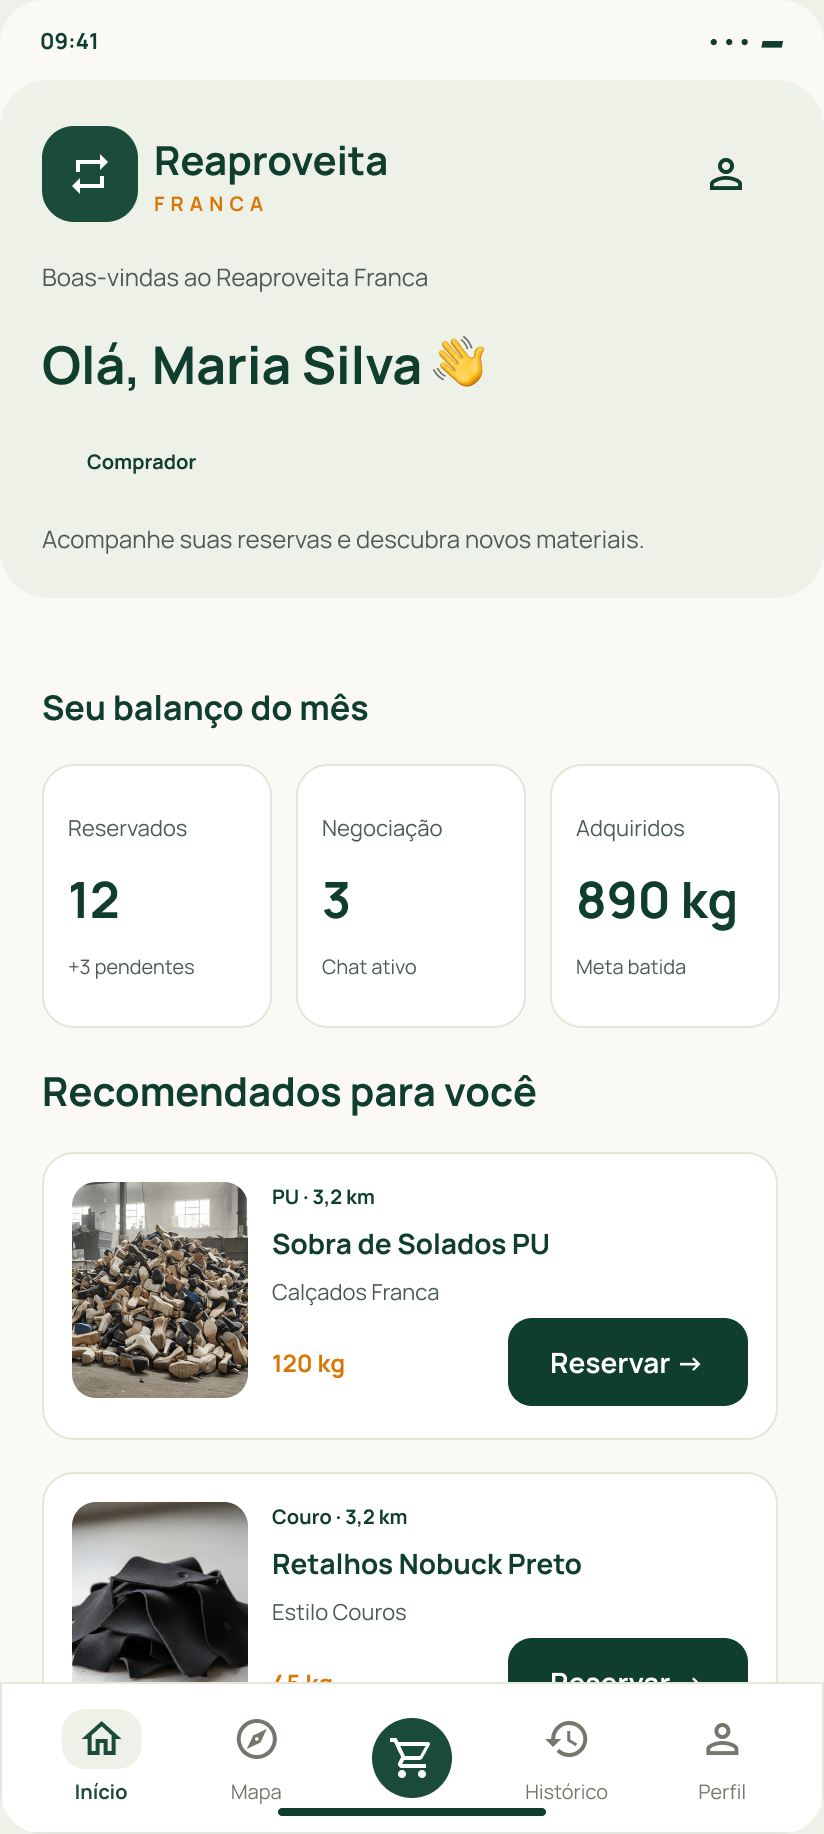 09:41
Reaproveita
FRANCA
Boas-vindas ao Reaproveita Franca
Olá, Maria Silva 👋
Comprador
Acompanhe suas reservas e descubra novos materiais.
Seu balanço do mês
Reservados
12
+3 pendentes
Negociação
3
Chat ativo
Adquiridos
890 kg
Meta batida
Recomendados para você
PU · 3,2 km
Sobra de Solados PU
Calçados Franca
120 kg
Reservar →
Couro · 3,2 km
Retalhos Nobuck Preto
Estilo Couros
45 kg
Reservar →
Início
Mapa
Histórico
Perfil